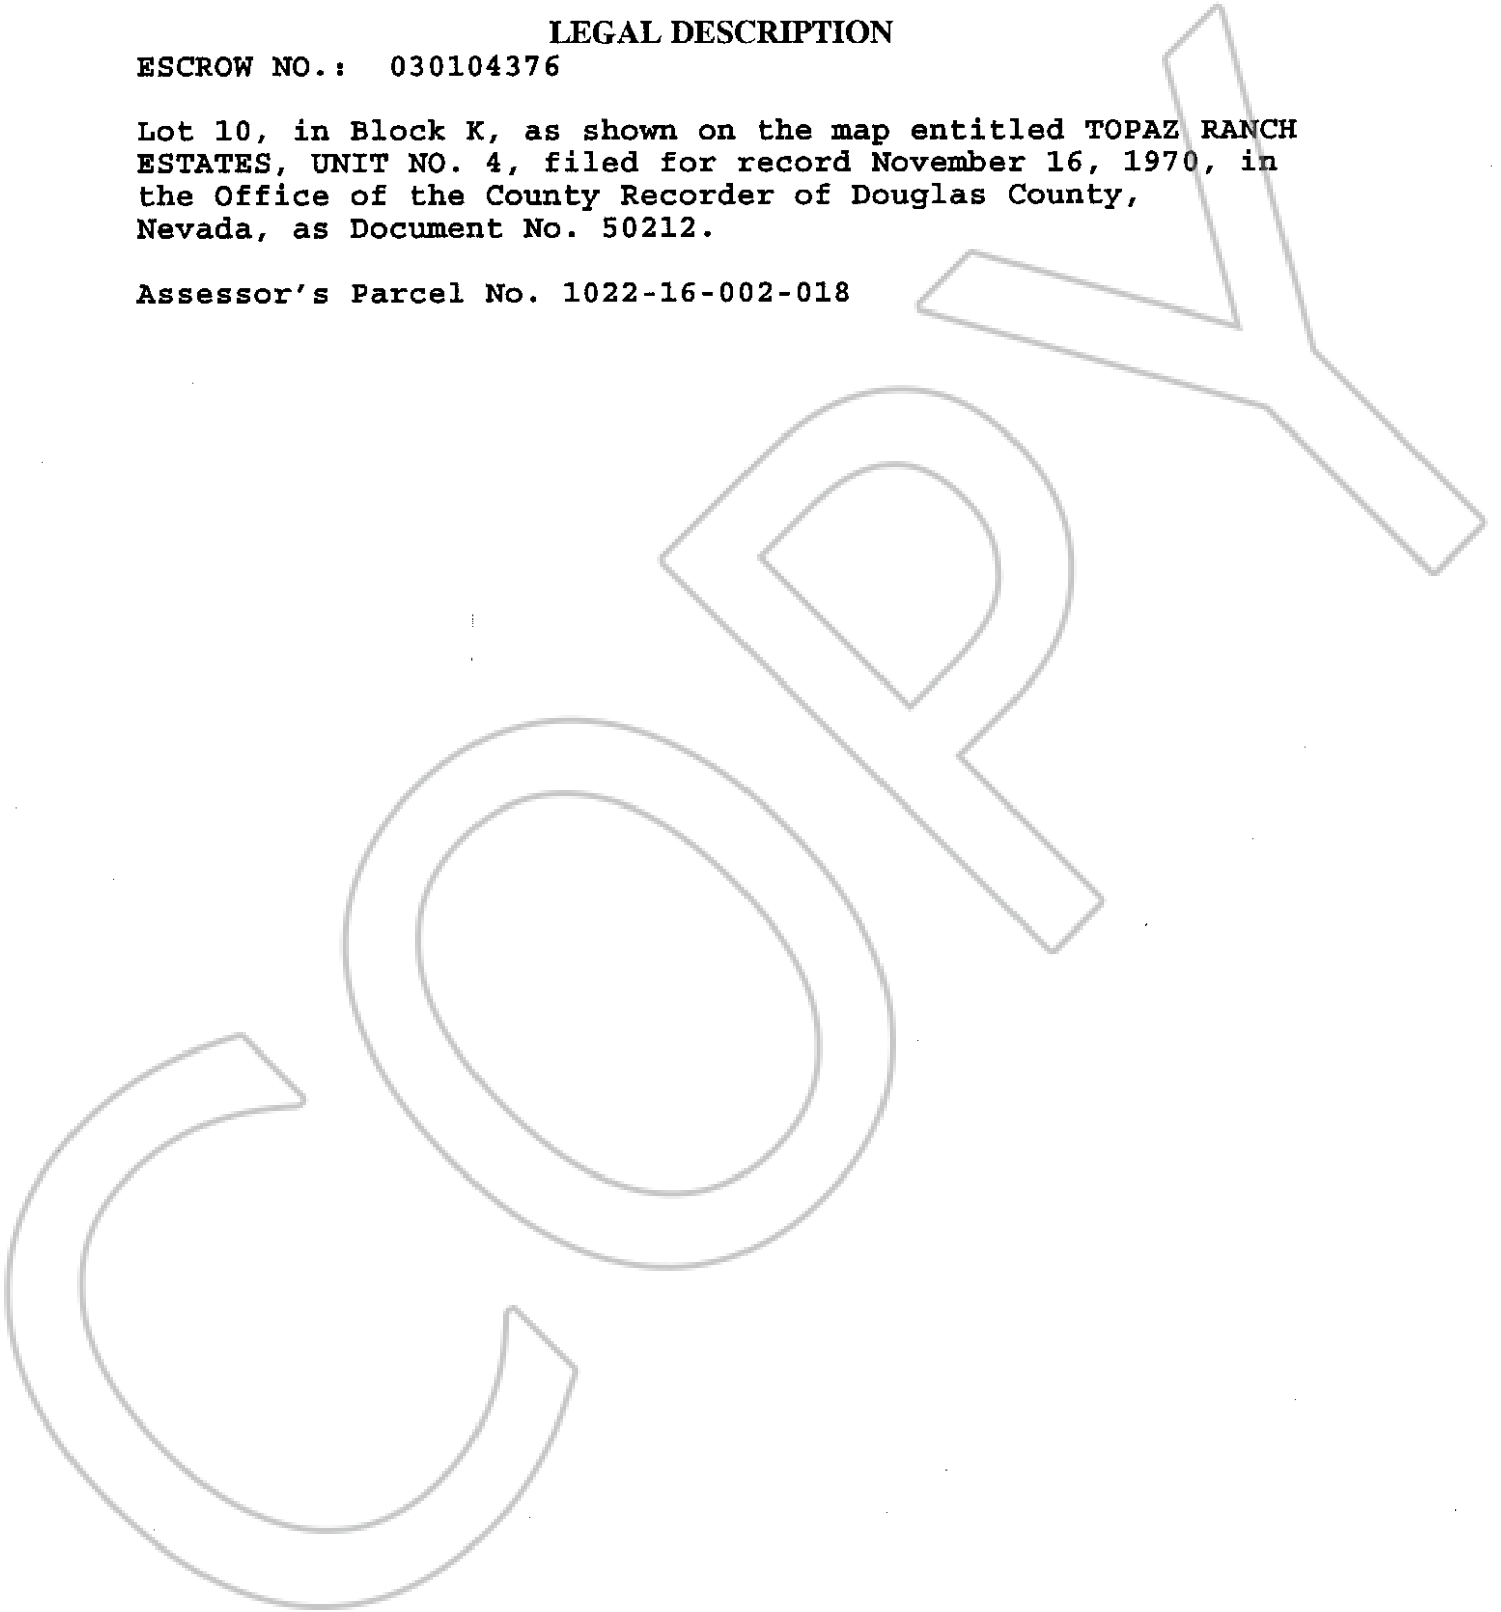 LEGAL DESCRIPTION
ESCROW NO.: 030104376
Lot 10, in Block K, as shown on the map entitled TOPAZ RANCH
ESTATES, UNIT NO. 4, filed for record November 16, 1970, in
the Office of the County Recorder of Douglas County,
Nevada, as Document No. 50212.
Assessor's Parcel No. 1022-16-002-018
COPY